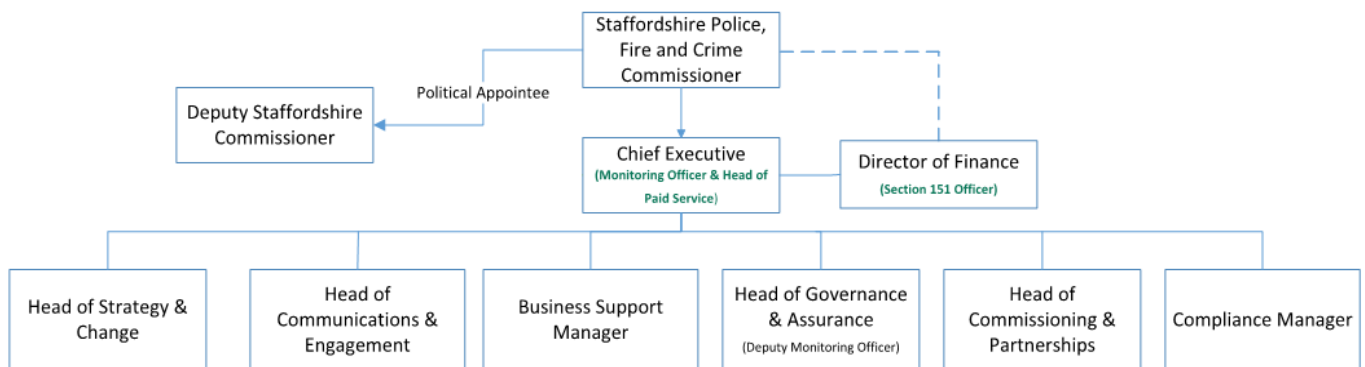 Staffordshire Police,
Fire and Crime
Commissioner
Political Appointee
Deputy Staffordshire
Commissioner
Chief Executive
(Monitoring Officer & Head of
Paid Service)
Director of Finance
(Section 151 Officer)
Head of Strategy &
Change
Head of
Communications &
Engagement
Business Support
Manager
Head of Governance
& Assurance
(Deputy Monitoring Officer)
Head of
Commissioning &
Partnerships
Compliance Manager